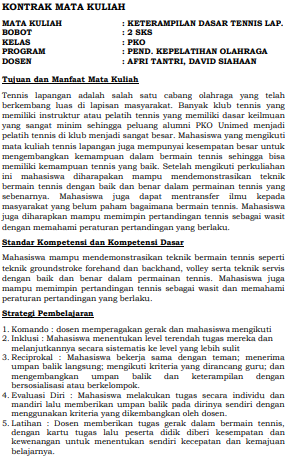 KONTRAK MATA KULIAH
MATA KULIAH : KETERAMPILAN DASAR TENNIS LAP.
BOBOT : 2 SKS
KELAS : PKO
PROGRAM : PEND. KEPELATIHAN OLAHRAGA
DOSEN : AFRI TANTRI, DAVID SIAHAAN
Tujuan dan Manfaat Mata Kuliah
Tennis lapangan adalah salah satu cabang olahraga yang telah
berkembang luas di lapisan masyarakat. Banyak klub tennis yang
memiliki instruktur atau pelatih tennis yang memiliki dasar keilmuan
yang sangat minim sehingga peluang alumni PKO Unimed menjadi
pelatih tennis di klub menjadi sangat besar. Mahasiswa yang mengikuti
mata kuliah tennis lapangan juga mempunyai kesempatan besar untuk
mengembangkan kemampuan dalam bermain tennis sehingga bisa
memiliki kemampuan tennis yang baik. Setelah mengikuti perkuliahan
ini mahasiswa diharapakan mampu mendemonstrasikan teknik
bermain tennis dengan baik dan benar dalam permainan tennis yang
sebenarnya. Mahasiswa juga dapat mentransfer ilmu kepada
masyarakat yang belum paham bagaimana bermain tennis. Mahasiswa
juga diharapkan mampu memimpin pertandingan tennis sebagai wasit
dengan memahami peraturan pertandingan yang berlaku.
Standar Kompetensi dan Kompetensi Dasar
Mahasiswa mampu mendemonstrasikan teknik bermain tennis seperti
teknik groundstroke forehand dan backhand, volley serta teknik servis
dengan baik dan benar dalam permainan tennis. Mahasiswa juga
mampu memimpin pertandingan tennis sebagai wasit dan memahami
peraturan pertandingan yang berlaku.
Strategi Pembelajaran
1. Komando : dosen memperagakan gerak dan mahasiswa mengikuti
2. Inklusi : Mahasiswa menentukan level terendah tugas mereka dan
melanjutkannya secara sistematis ke level yang lebih sulit
3. Reciprokal : Mahasiswa bekerja sama dengan teman; menerima
umpan balik langsung; mengikuti kriteria yang dirancang guru; dan
mengembangkan umpan balik dan keterampilan dengan
bersosialisasi atau berkelompok.
4. Evaluasi Diri : Mahasiswa melakukan tugas secara individu dan
mandiri lalu memberikan umpan balik pada dirinya sendiri dengan
menggunakan kriteria yang dikembangkan oleh dosen.
5. Latihan : Dosen memberikan tugas gerak dalam bermain tennis,
dengan kartu tugas lalu peserta didik diberi kesempatan dan
kewenangan untuk menentukan sendiri kecepatan dan kemajuan
belajarnya.